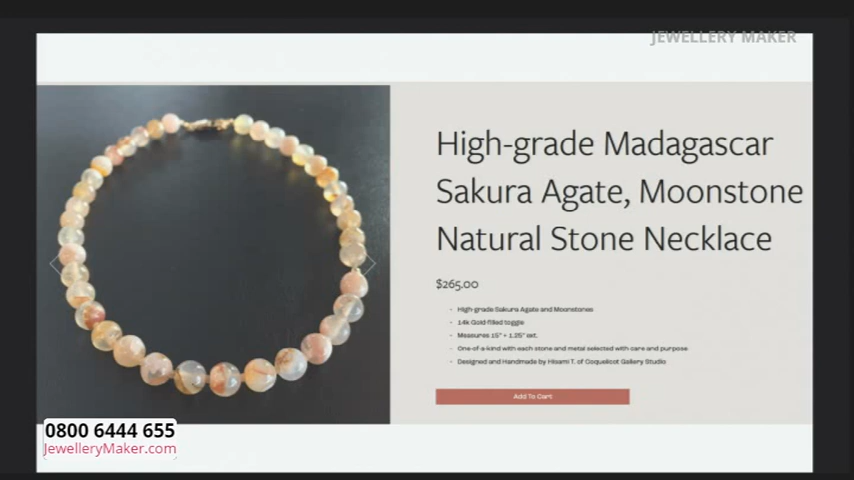 JEWELLERY MAKER
High-grade Madagascar
Sakura Agate, Moonstone
Natural Stone Necklace
$265.00
High-grade Sakura Agate and Moonstones
14k Gold-filled toggle
Measures 15" + 1.25" ext.
One-of-a-kind with each stone and metal selected with care and purpose
Designed and Handmade by Hisami T. of Coquelicot Gallery Studio
Add To Cart
0800 6444 655
JewelleryMaker.com